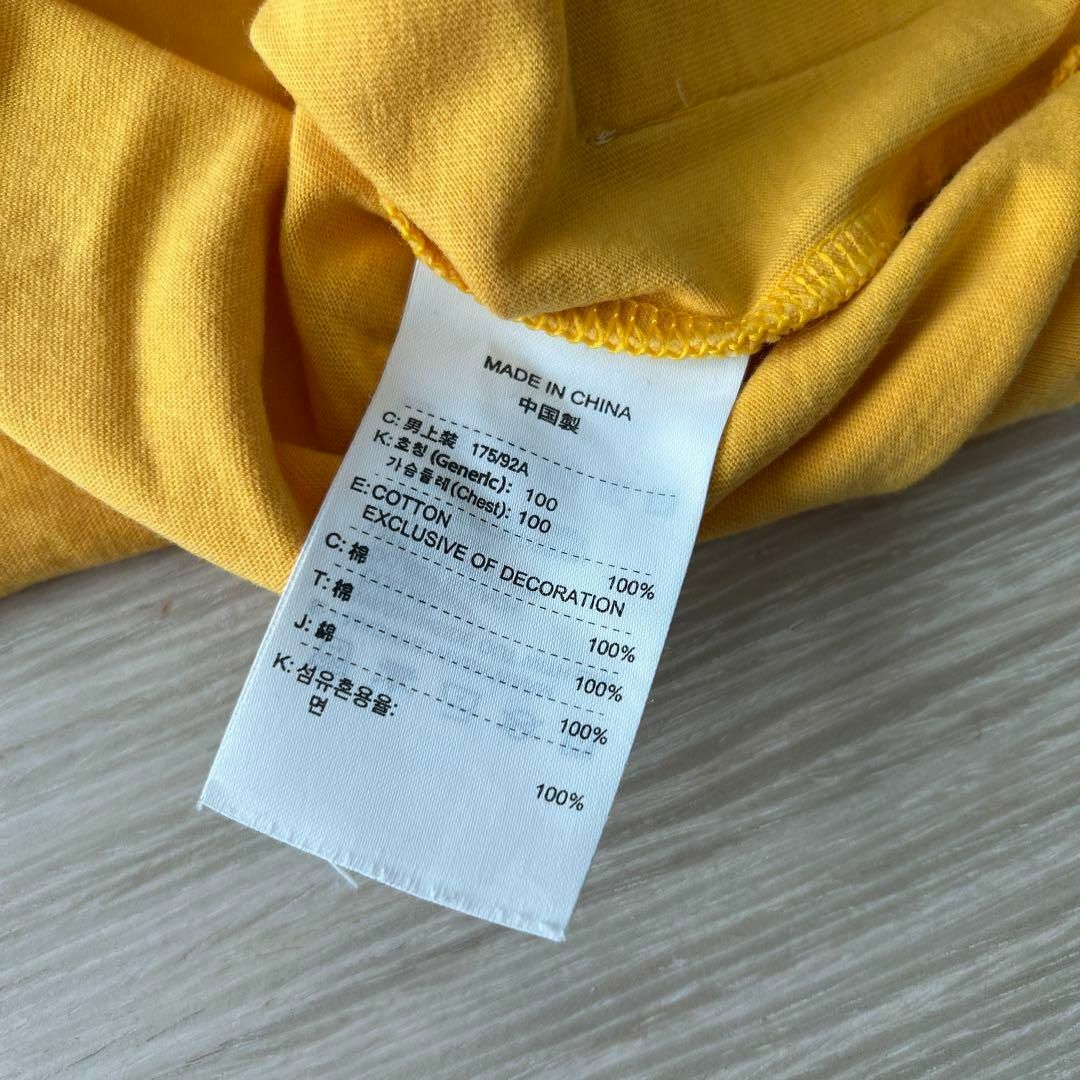 MADE IN CHINA
中国製
C: 男上裝 175/92A
K: 호칭 (Generic): 100
가슴둘레(Chest): 100
E: COTTON 100%
EXCLUSIVE OF DECORATION
C: 棉 100%
T: 棉 100%
J: 綿 100%
K: 섬유혼용율:
면 100%